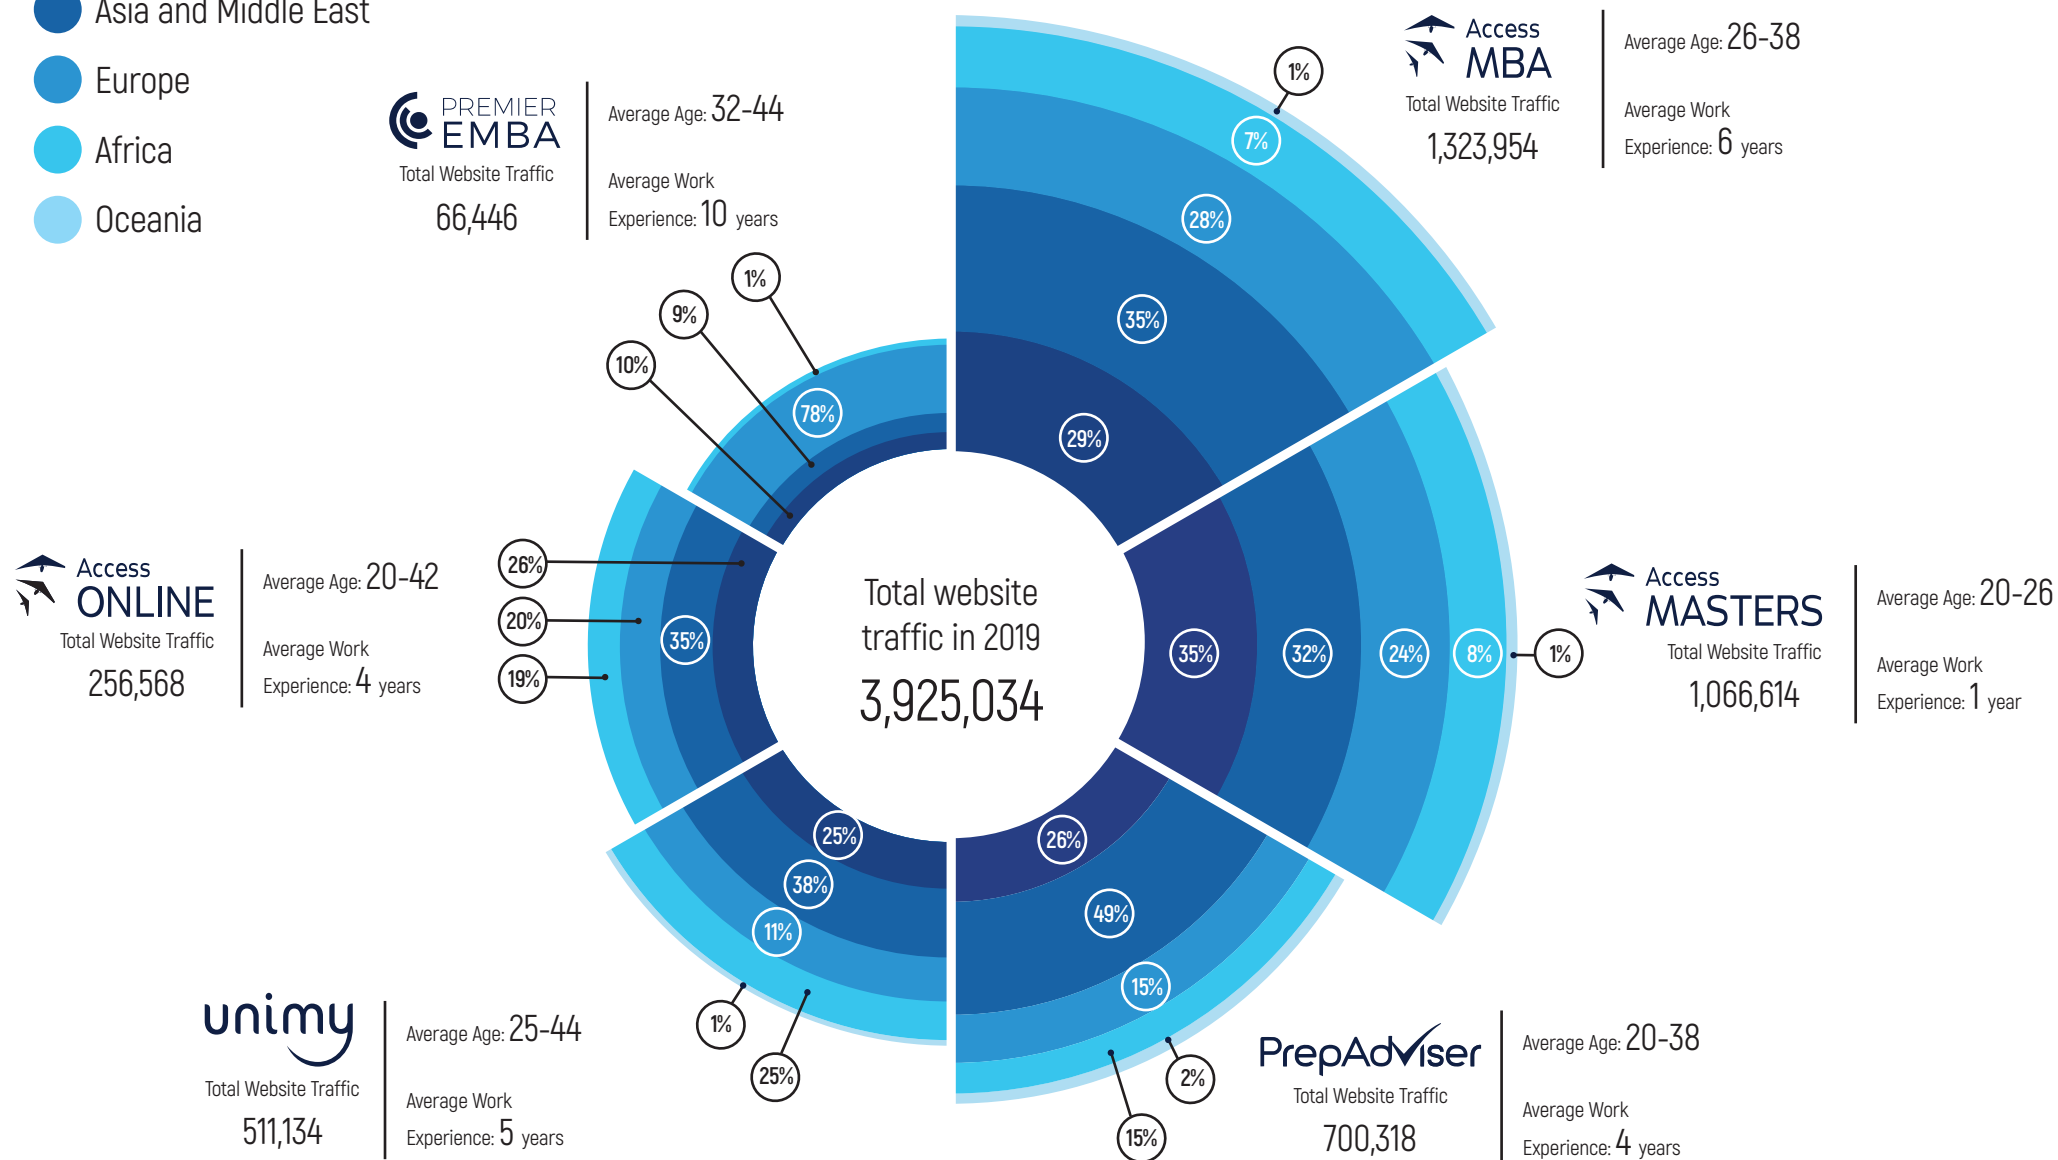 Asia and Middle East
Europe
Africa
Oceania
PREMIER
EMBA
Total Website Traffic
66,446
Average Age: 32-44
Average Work
Experience: 10 years
Access
MBA
Total Website Traffic
1,323,954
Average Age: 26-38
Average Work
Experience: 6 years
1%
7%
28%
35%
29%
1%
9%
10%
78%
Access
ONLINE
Total Website Traffic
256,568
Average Age: 20-42
Average Work
Experience: 4 years
26%
20%
19%
35%
Total website
traffic in 2019
3,925,034
35%
32%
24%
8%
1%
Access
MASTERS
Total Website Traffic
1,066,614
Average Age: 20-26
Average Work
Experience: 1 year
25%
38%
11%
1%
25%
26%
49%
15%
2%
15%
unimy
Total Website Traffic
511,134
Average Age: 25-44
Average Work
Experience: 5 years
PrepAdviser
Total Website Traffic
700,318
Average Age: 20-38
Average Work
Experience: 4 years